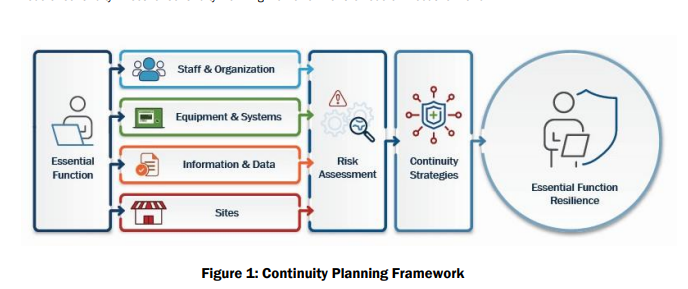 Staff & Organization
Equipment & Systems
Essential
Function
Information & Data
Sites
Risk
Assessment
Continuity
Strategies
Essential Function
Resilience
Figure 1: Continuity Planning Framework